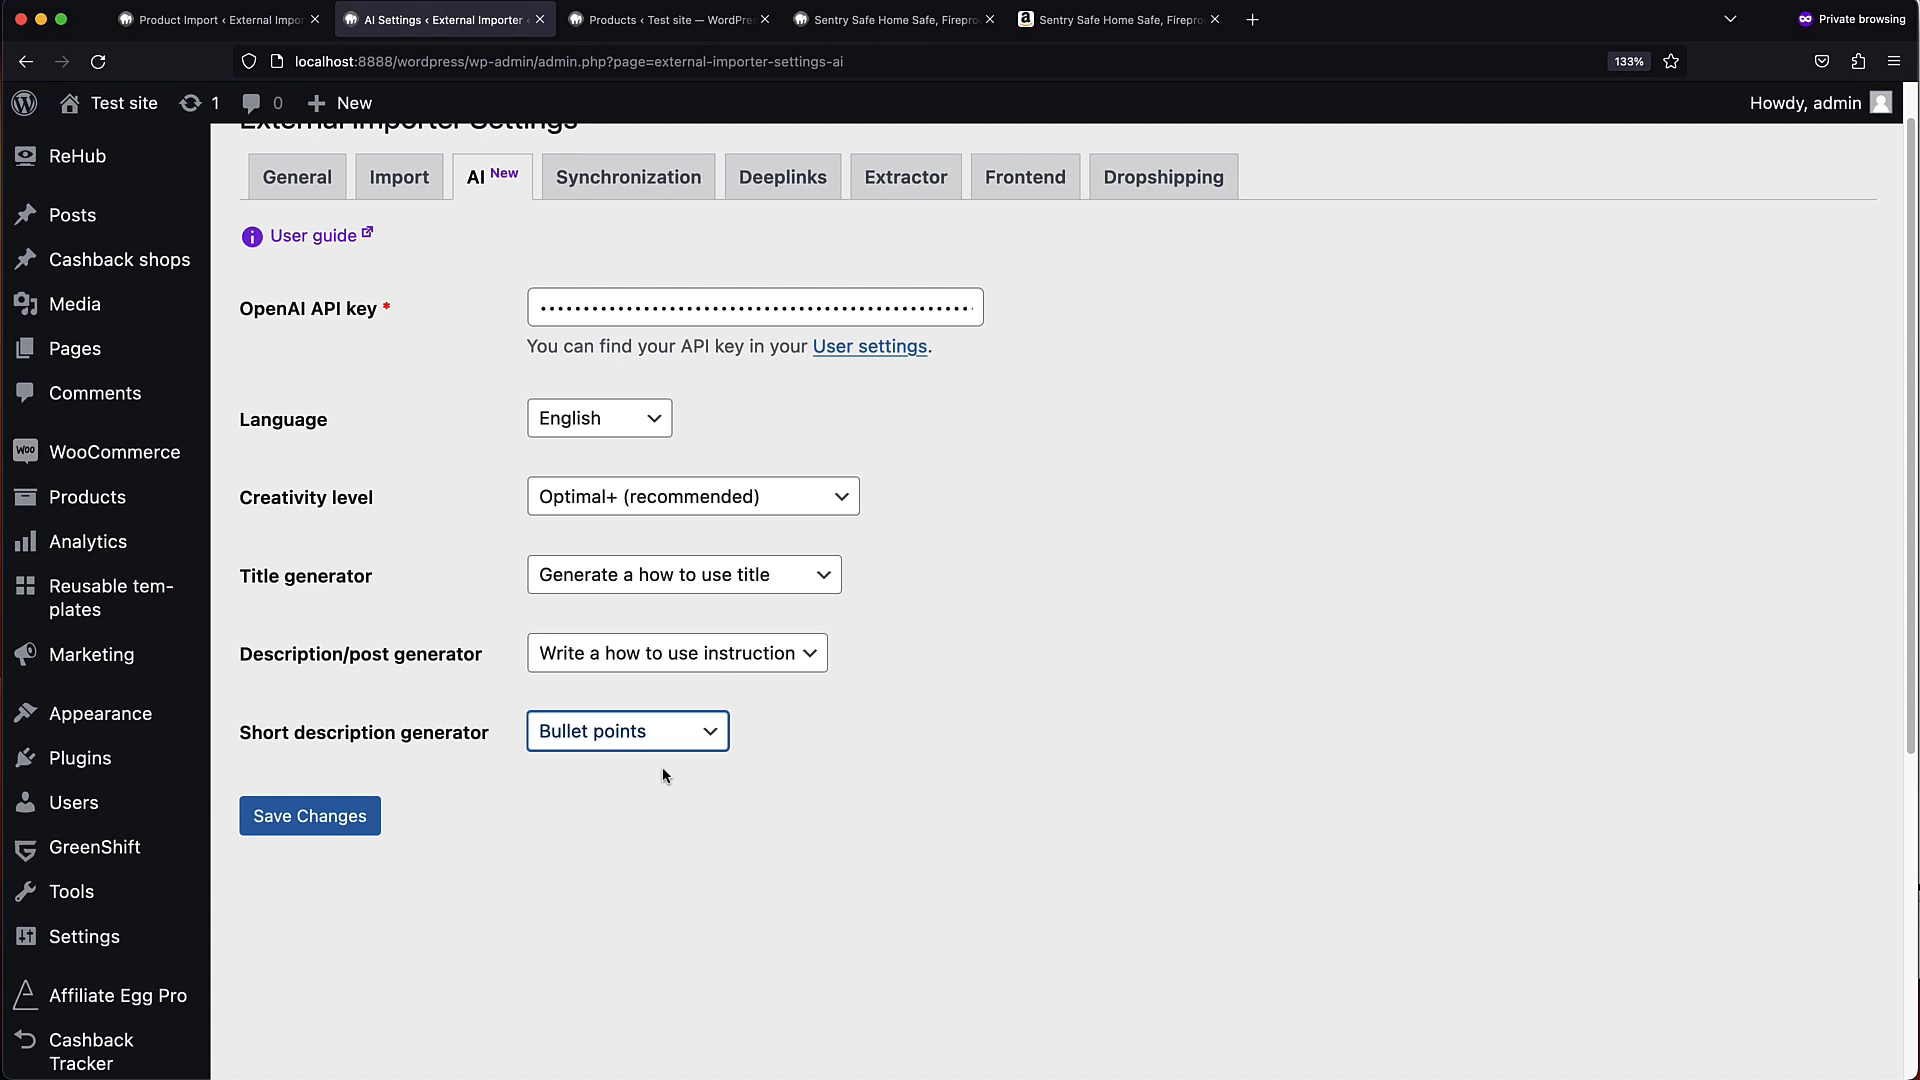 Product Import ‹ External Impor
AI Settings ‹ External Importer
Products ‹ Test site — WordPre
Sentry Safe Home Safe, Firepro
Sentry Safe Home Safe, Firepro
Private browsing
localhost:8888/wordpress/wp-admin/admin.php?page=external-importer-settings-ai
133%
Test site
1
0
New
Howdy, admin
External Importer Settings
ReHub
Posts
Cashback shops
Media
Pages
Comments
WooCommerce
Products
Analytics
Reusable tem-
plates
Marketing
Appearance
Plugins
Users
GreenShift
Tools
Settings
Affiliate Egg Pro
Cashback
Tracker
General
Import
AI New
Synchronization
Deeplinks
Extractor
Frontend
Dropshipping
User guide
OpenAI API key *
You can find your API key in your User settings.
Language
English
Creativity level
Optimal+ (recommended)
Title generator
Generate a how to use title
Description/post generator
Write a how to use instruction
Short description generator
Bullet points
Save Changes